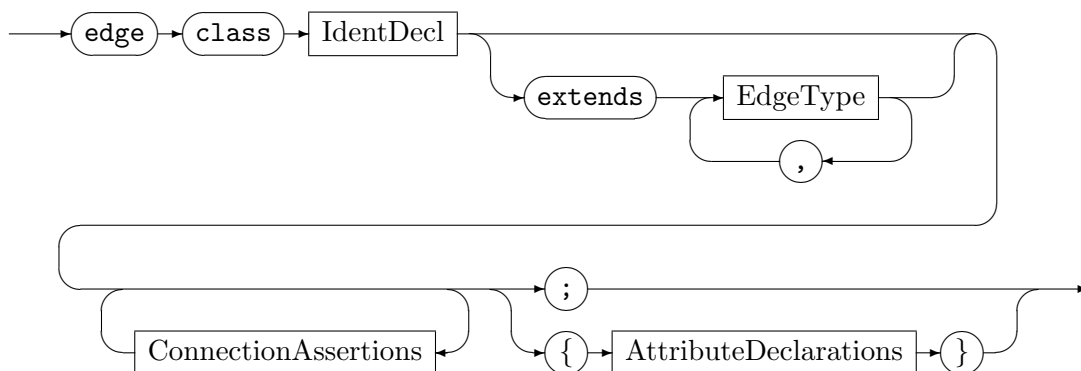 edge class IdentDecl
extends EdgeType
,
;
ConnectionAssertions { AttributeDeclarations }